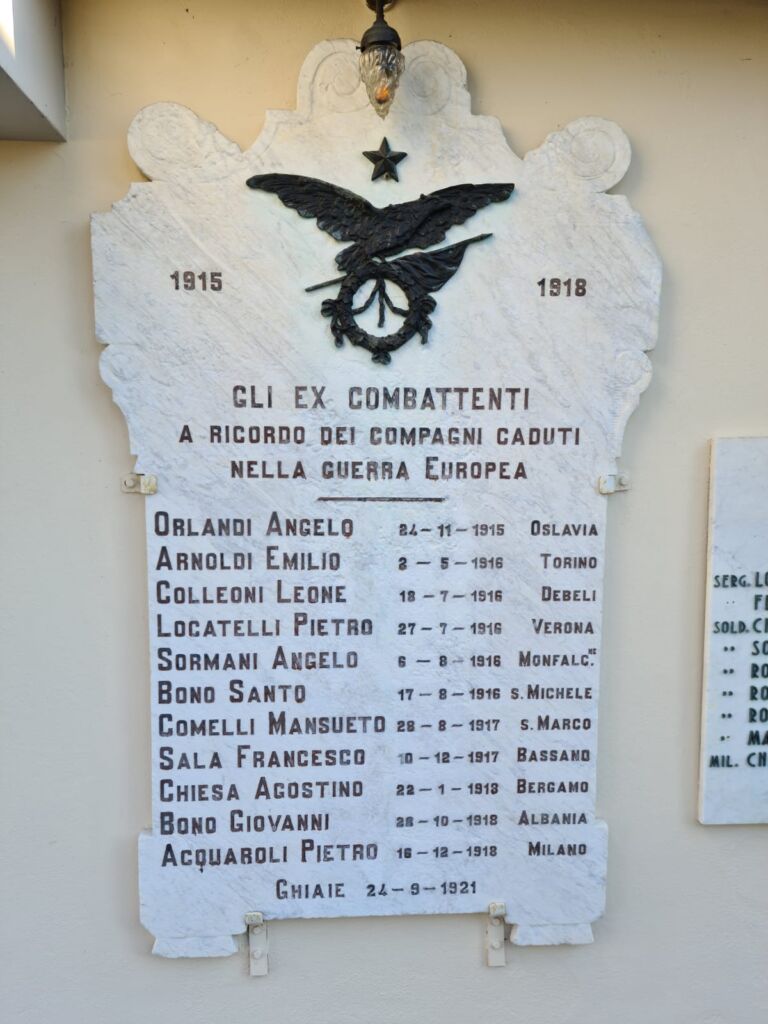 1915 1918
GLI EX COMBATTENTI
A RICORDO DEI COMPAGNI CADUTI
NELLA GUERRA EUROPEA
ORLANDI ANGELO 24-11-1915 OSLAVIA
ARNOLDI EMILIO 2-5-1916 TORINO
COLLEONI LEONE 18-7-1916 DEBELI
LOCATELLI PIETRO 27-7-1916 VERONA
SORMANI ANGELO 6-8-1916 MONFALC.NE
BONO SANTO 17-8-1916 S.MICHELE
COMELLI MANSUETO 28-8-1917 S.MARCO
SALA FRANCESCO 10-12-1917 BASSANO
CHIESA AGOSTINO 22-1-1918 BERGAMO
BONO GIOVANNI 28-10-1918 ALBANIA
ACQUAROLI PIETRO 16-12-1918 MILANO
GHIAIE 24-9-1921
SERG.
SOLD.
MIL.